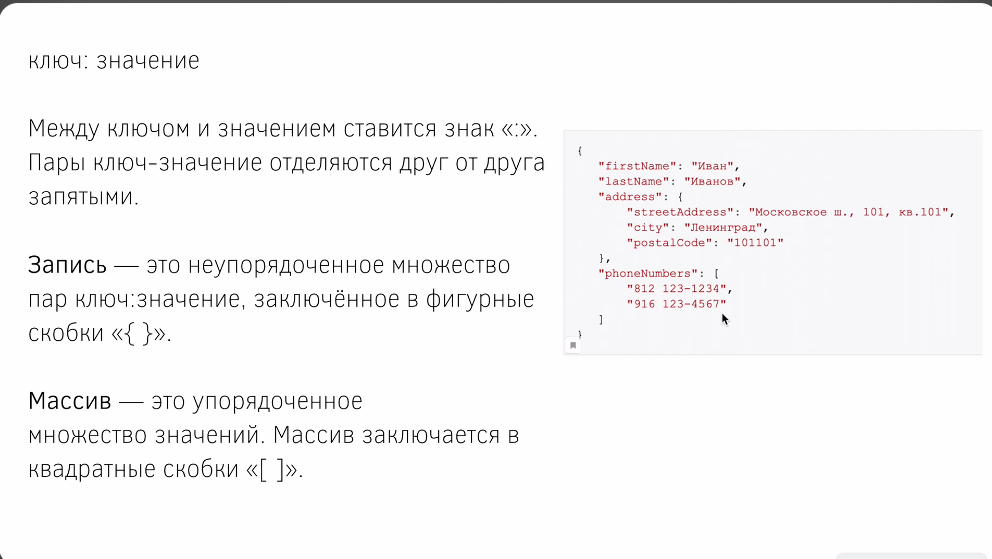 ключ: значение
Между ключом и значением ставится знак «:».
Пары ключ-значение отделяются друг от друга
запятыми.
Запись — это неупорядоченное множество
пар ключ:значение, заключённое в фигурные
скобки «{ }».
Массив — это упорядоченное
множество значений. Массив заключается в
квадратные скобки «[ ]».
{
"firstName": "Иван",
"lastName": "Иванов",
"address": {
"streetAddress": "Московское ш., 101, кв.101",
"city": "Ленинград",
"postalCode": "101101"
},
"phoneNumbers": [
"812 123-1234",
"916 123-4567"
]
}